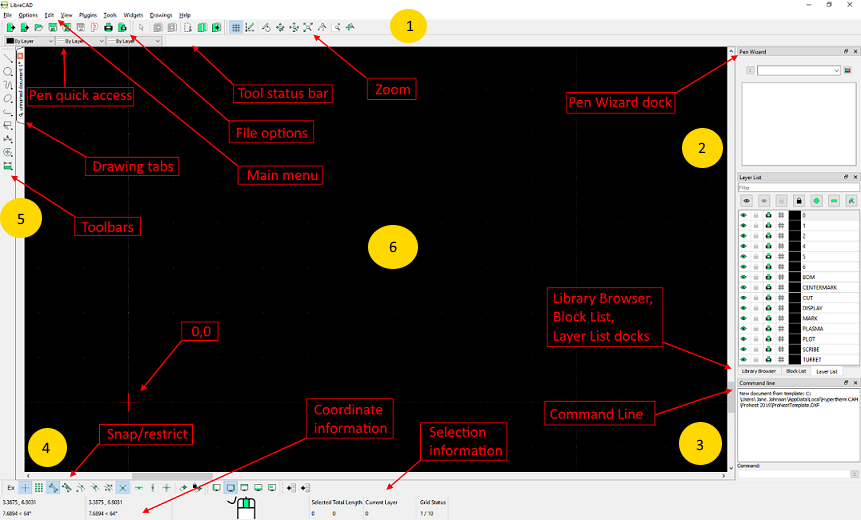 LibreCAD
File Options Edit View Plugins Tools Widgets Drawings Help
1
By Layer By Layer By Layer
Pen Wizard
unnamed document 1*
Pen quick access
Tool status bar
Zoom
Pen Wizard dock
File options
2
Drawing tabs
Main menu
Layer List
Filter
5
Toolbars
6
0
1
2
4
5
6
BOM
CENTERMARK
CUT
DISPLAY
MARK
PLASMA
PLOT
SCRIBE
TURRET
Library Browser,
Block List,
Layer List docks
0,0
Library Browser Block List Layer List
Command line
New document from template: C:
\Users\Jane.Johnson\AppData\Local\Hypertherm CAM
\ProNest 2019\ProNestTemplate.DXF
Coordinate
information
Command Line
Snap/restrict
Selection
information
4
3
Command:
Ex
3.3875 , 6.9031
7.6894 < 64°
3.3875 , 6.9031
7.6894 < 64°
Selected Total Length Current Layer Grid Status
0 0 0 1 / 10